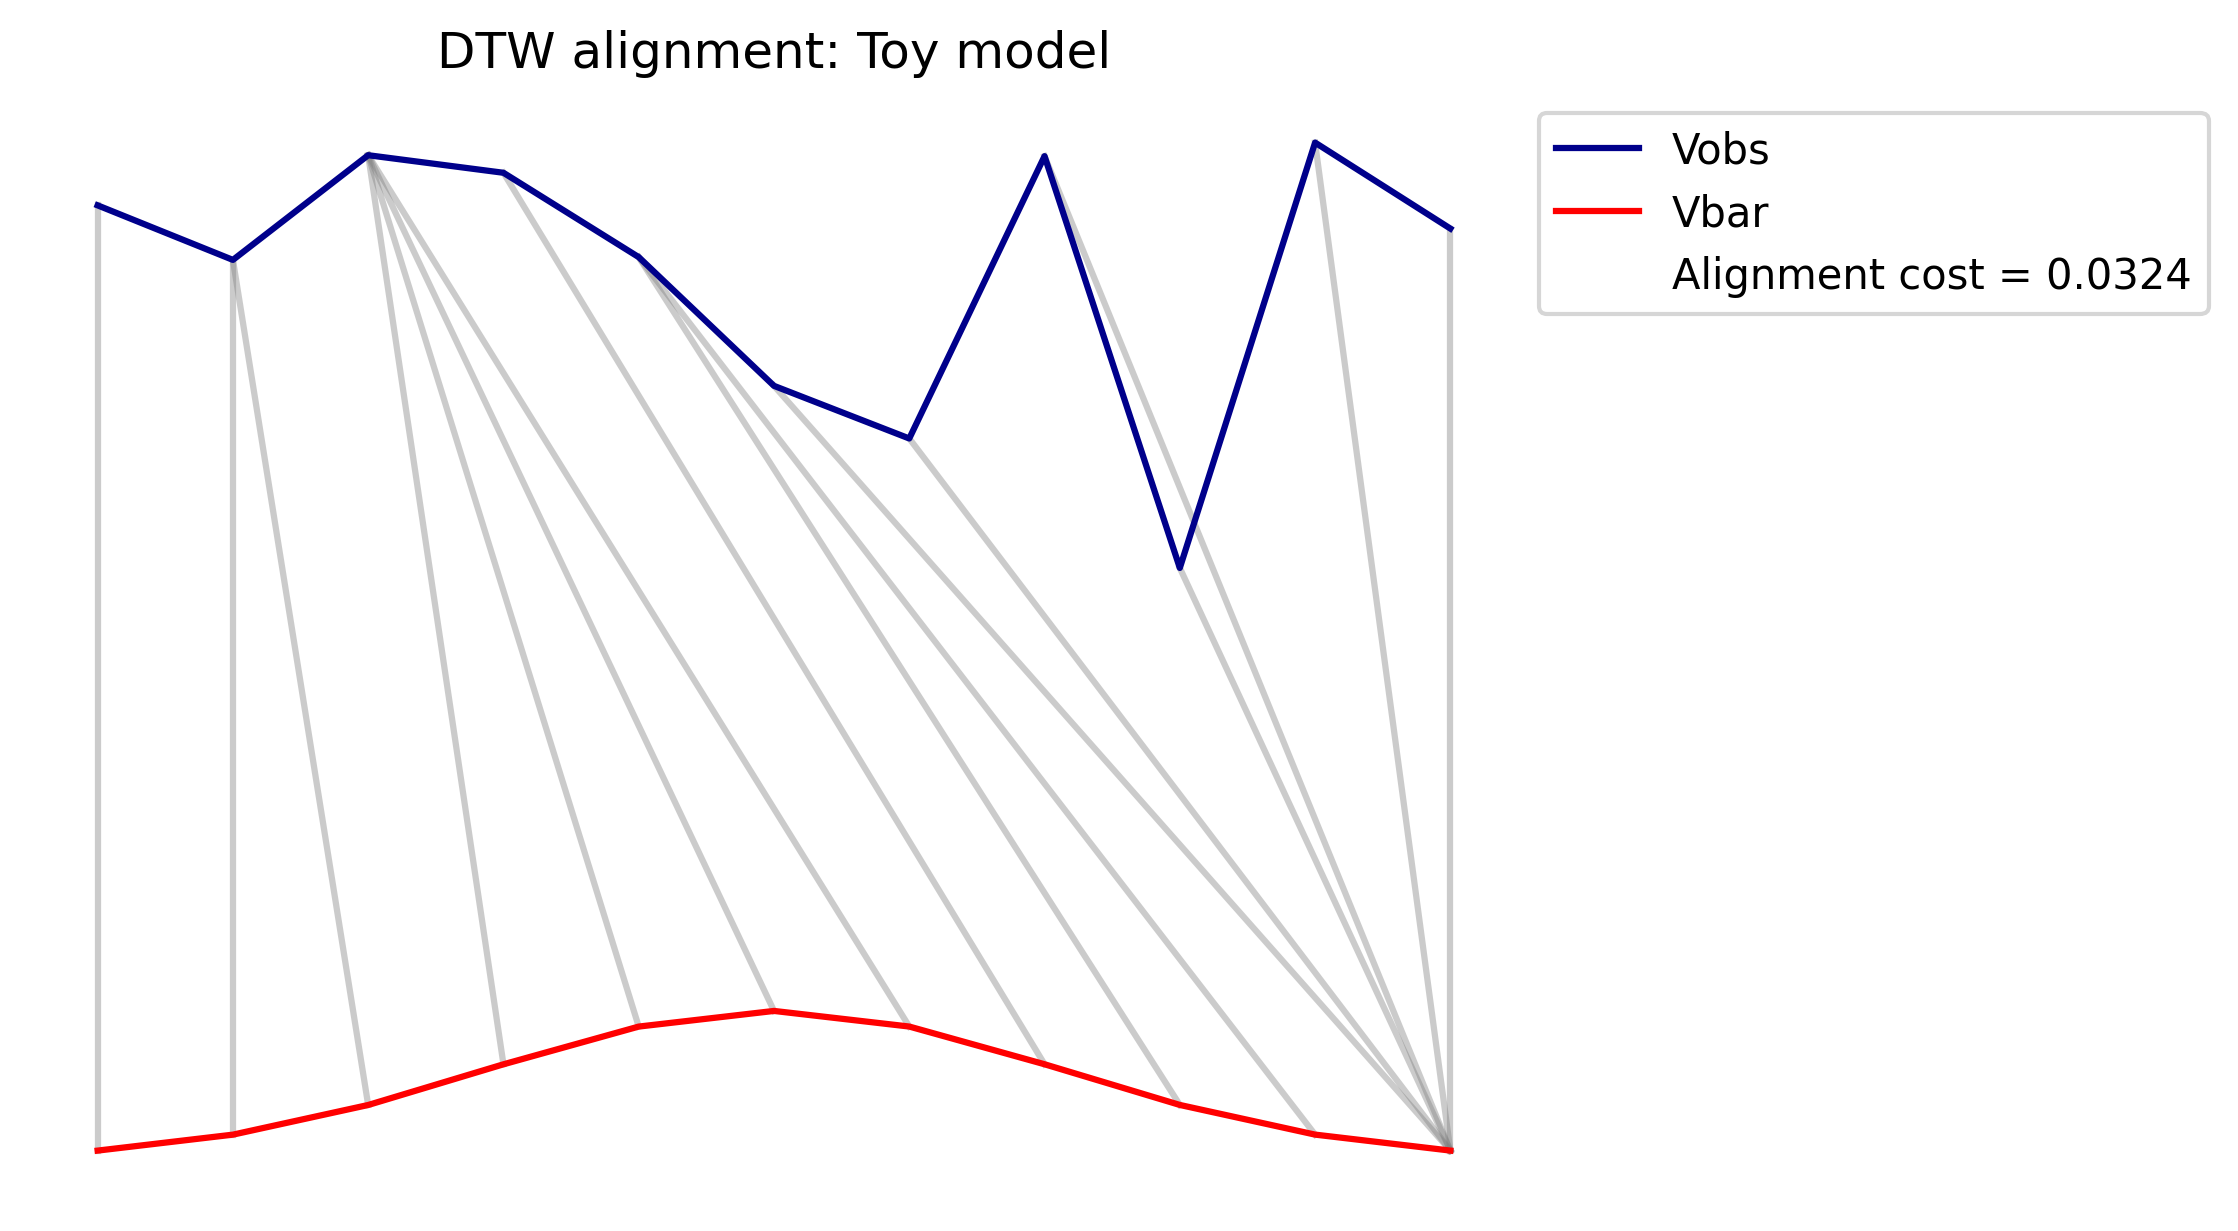 DTW alignment: Toy model
Vobs
Vbar
Alignment cost = 0.0324